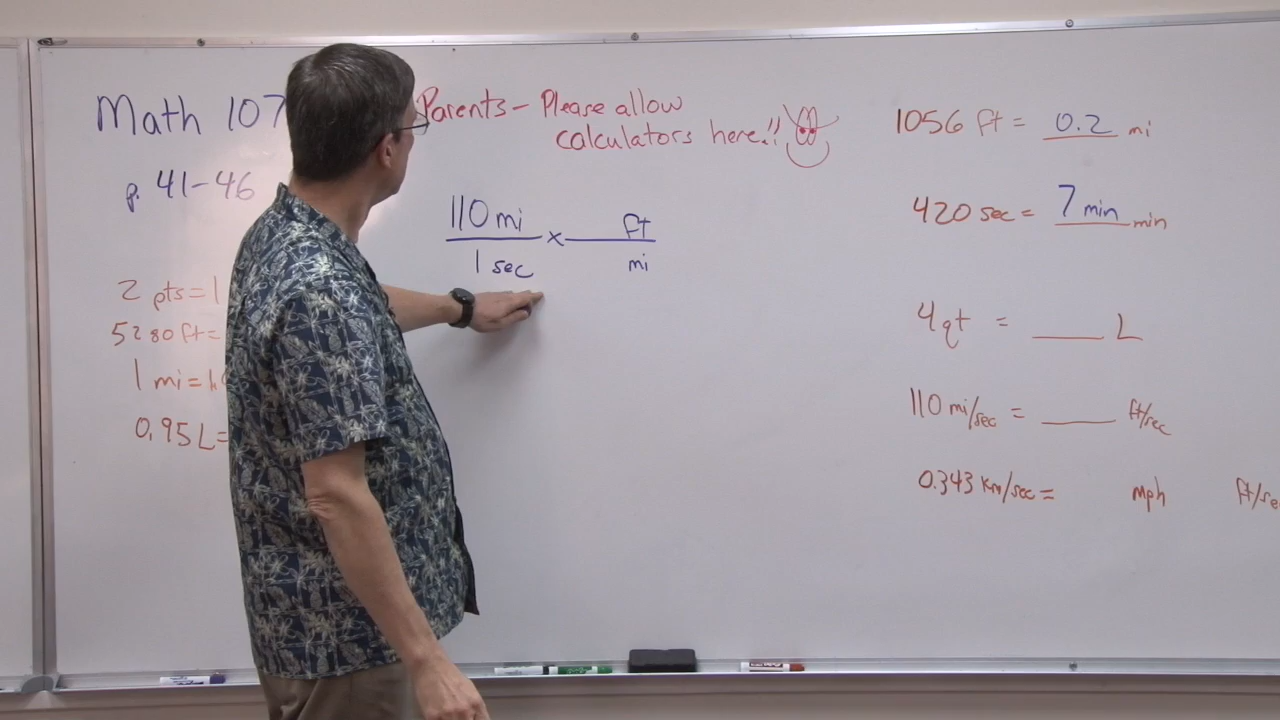 Math 107
p. 41-46
2 pts = 1
5280 ft =
1 mi = 1.6
0.95 L =
Parents - Please allow
calculators here!!
110 mi / 1 sec × ft / mi
1056 ft = 0.2 mi
420 sec = 7 min min
4 qt = ____ L
110 mi/sec = ____ ft/sec
0.343 km/sec = mph